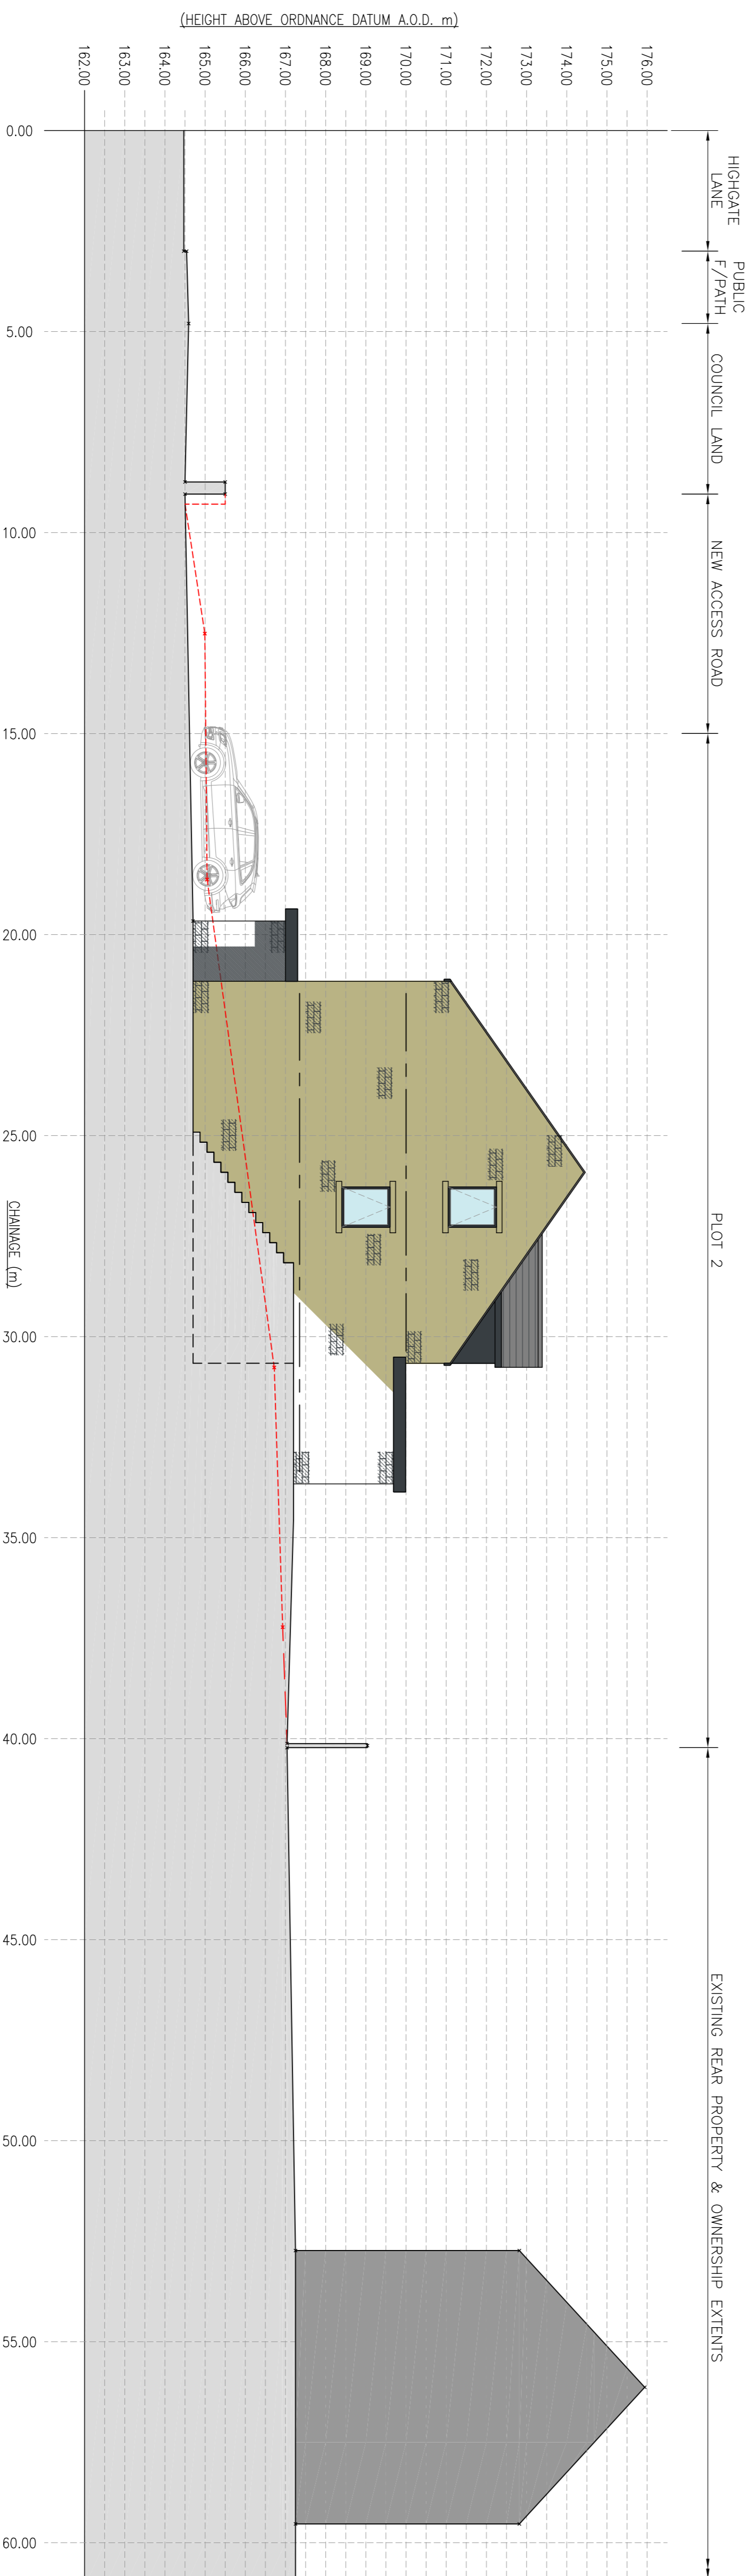 HIGHGATE
LANE
PUBLIC
F/PATH
COUNCIL LAND
NEW ACCESS ROAD
PLOT 2
EXISTING REAR PROPERTY & OWNERSHIP EXTENTS
176.00
175.00
174.00
173.00
172.00
171.00
170.00
169.00
168.00
167.00
166.00
165.00
164.00
163.00
162.00
(HEIGHT ABOVE ORDNANCE DATUM A.O.D. m)
0.00
5.00
10.00
15.00
20.00
25.00
30.00
35.00
40.00
45.00
50.00
55.00
60.00
CHAINAGE (m)